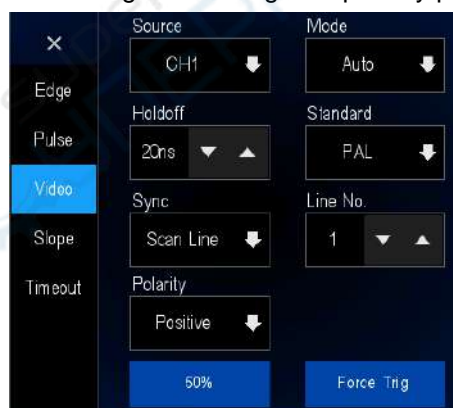 ×
Edge
Pulse
Video
Slope
Timeout
Source
CH1
Mode
Auto
Holdoff
20ns
Standard
PAL
Sync
Scan Line
Line No.
1
Polarity
Positive
50%
Force Trig